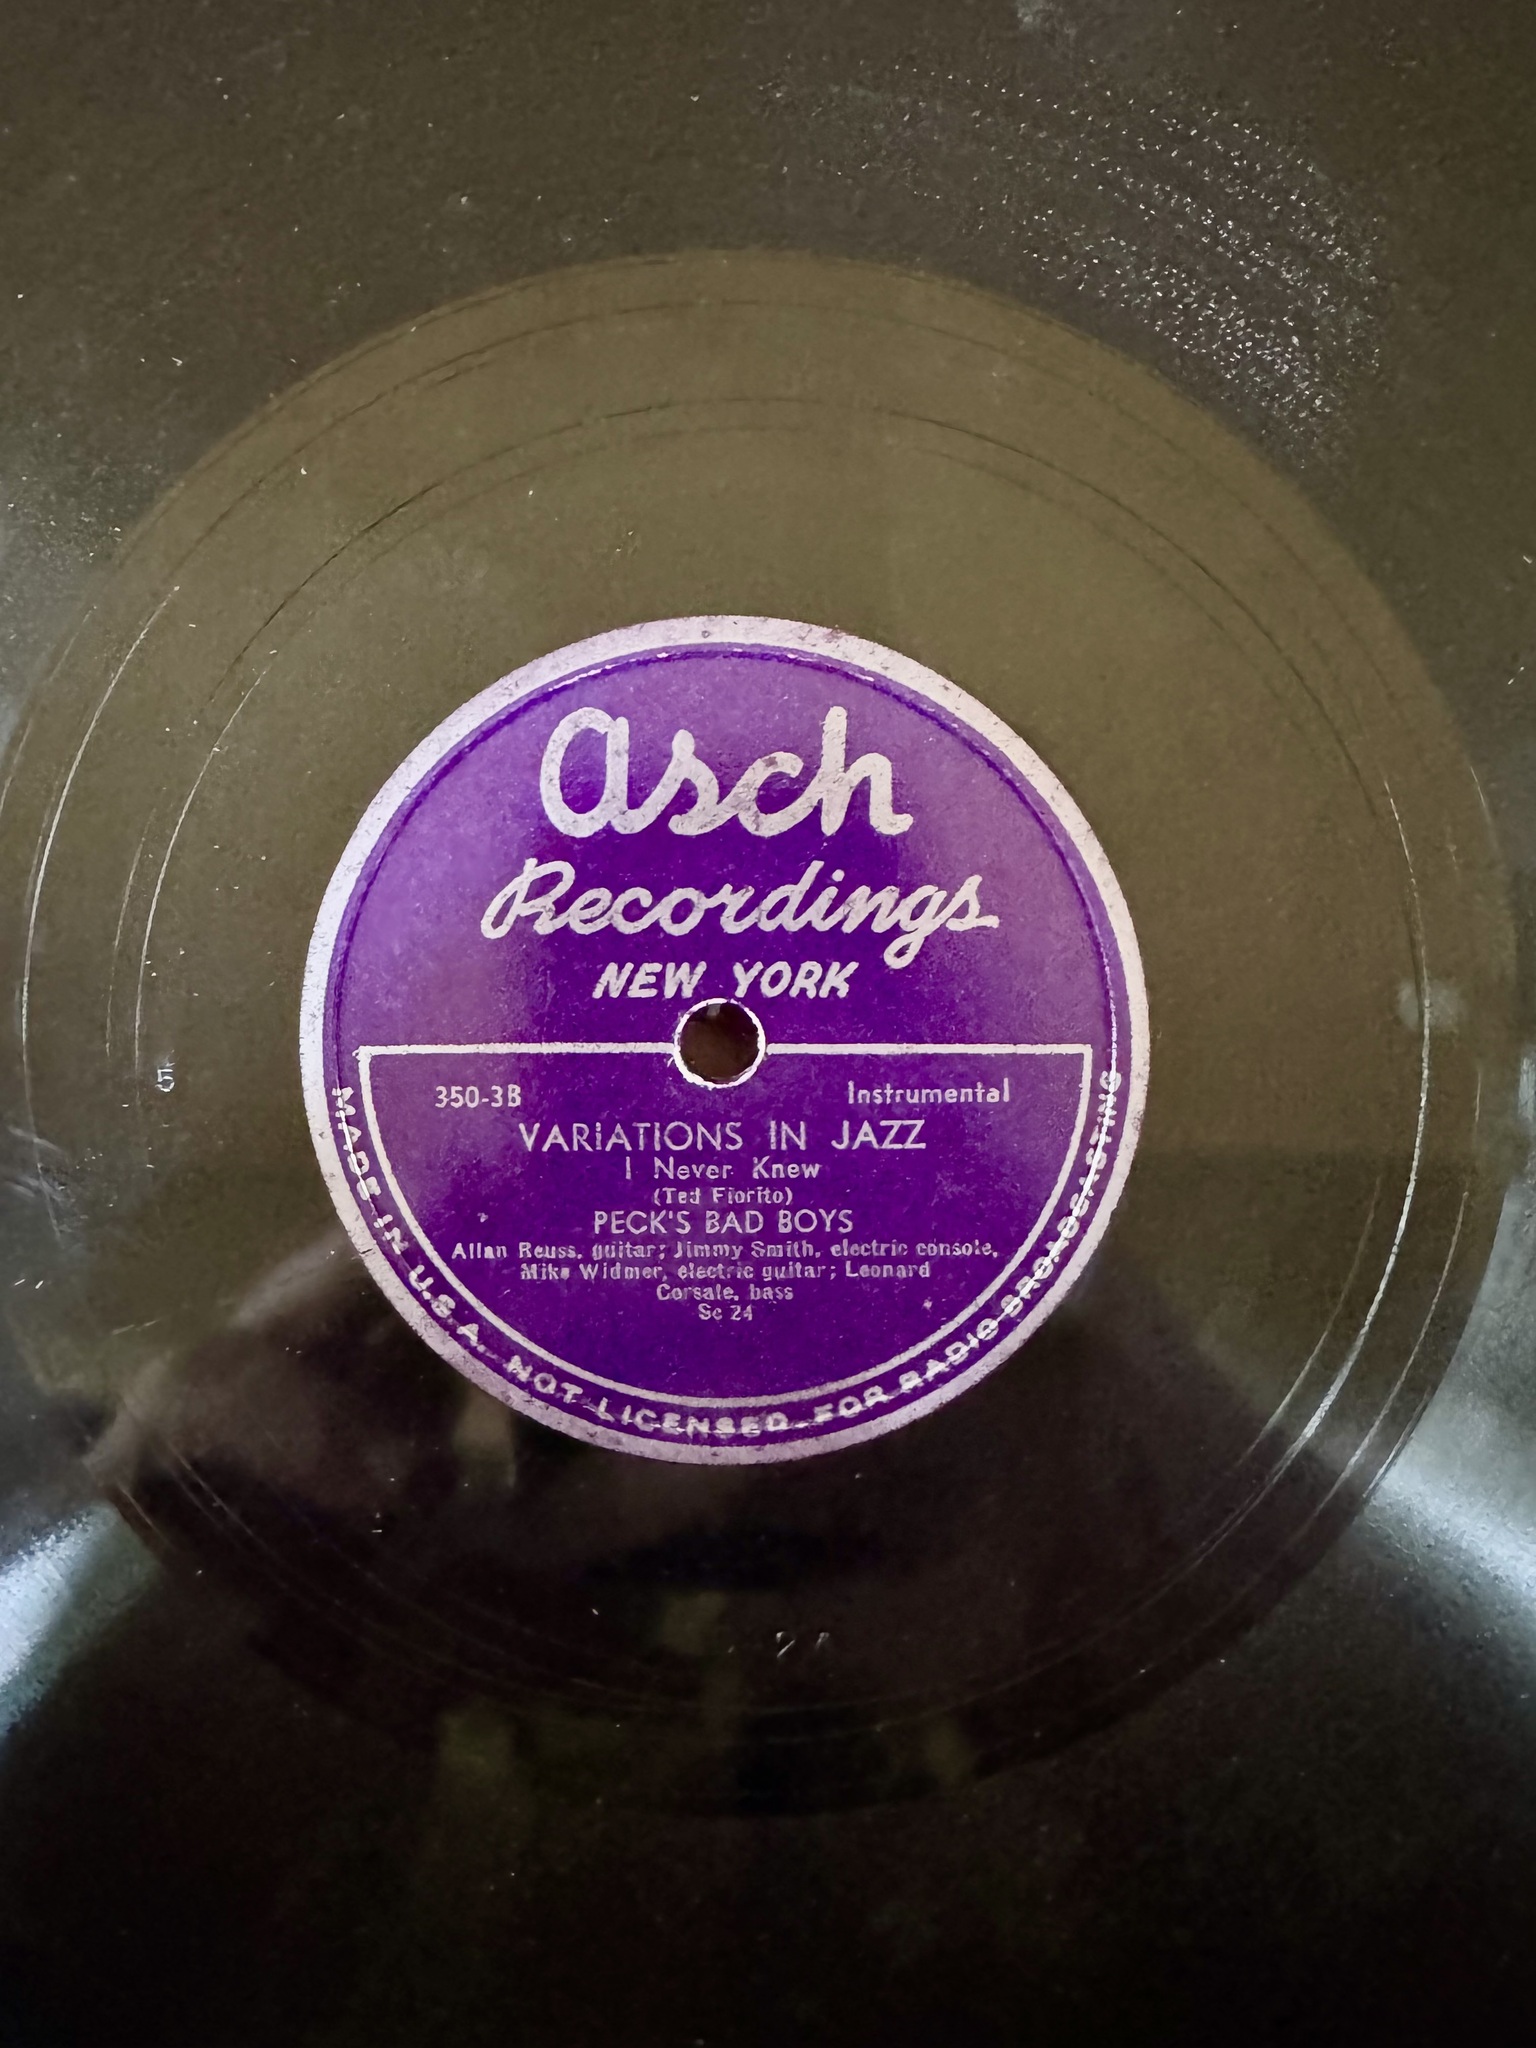 asch
Recordings
NEW YORK
350-3B Instrumental
VARIATIONS IN JAZZ
I Never Knew
(Ted Fiorito)
PECK'S BAD BOYS
Allan Reuss, guitar; Jimmy Smith, electric console,
Mike Widmer, electric guitar; Leonard
Corsale, bass
Sc 24
MADE IN U.S.A. NOT LICENSED FOR RADIO BROADCASTING
5